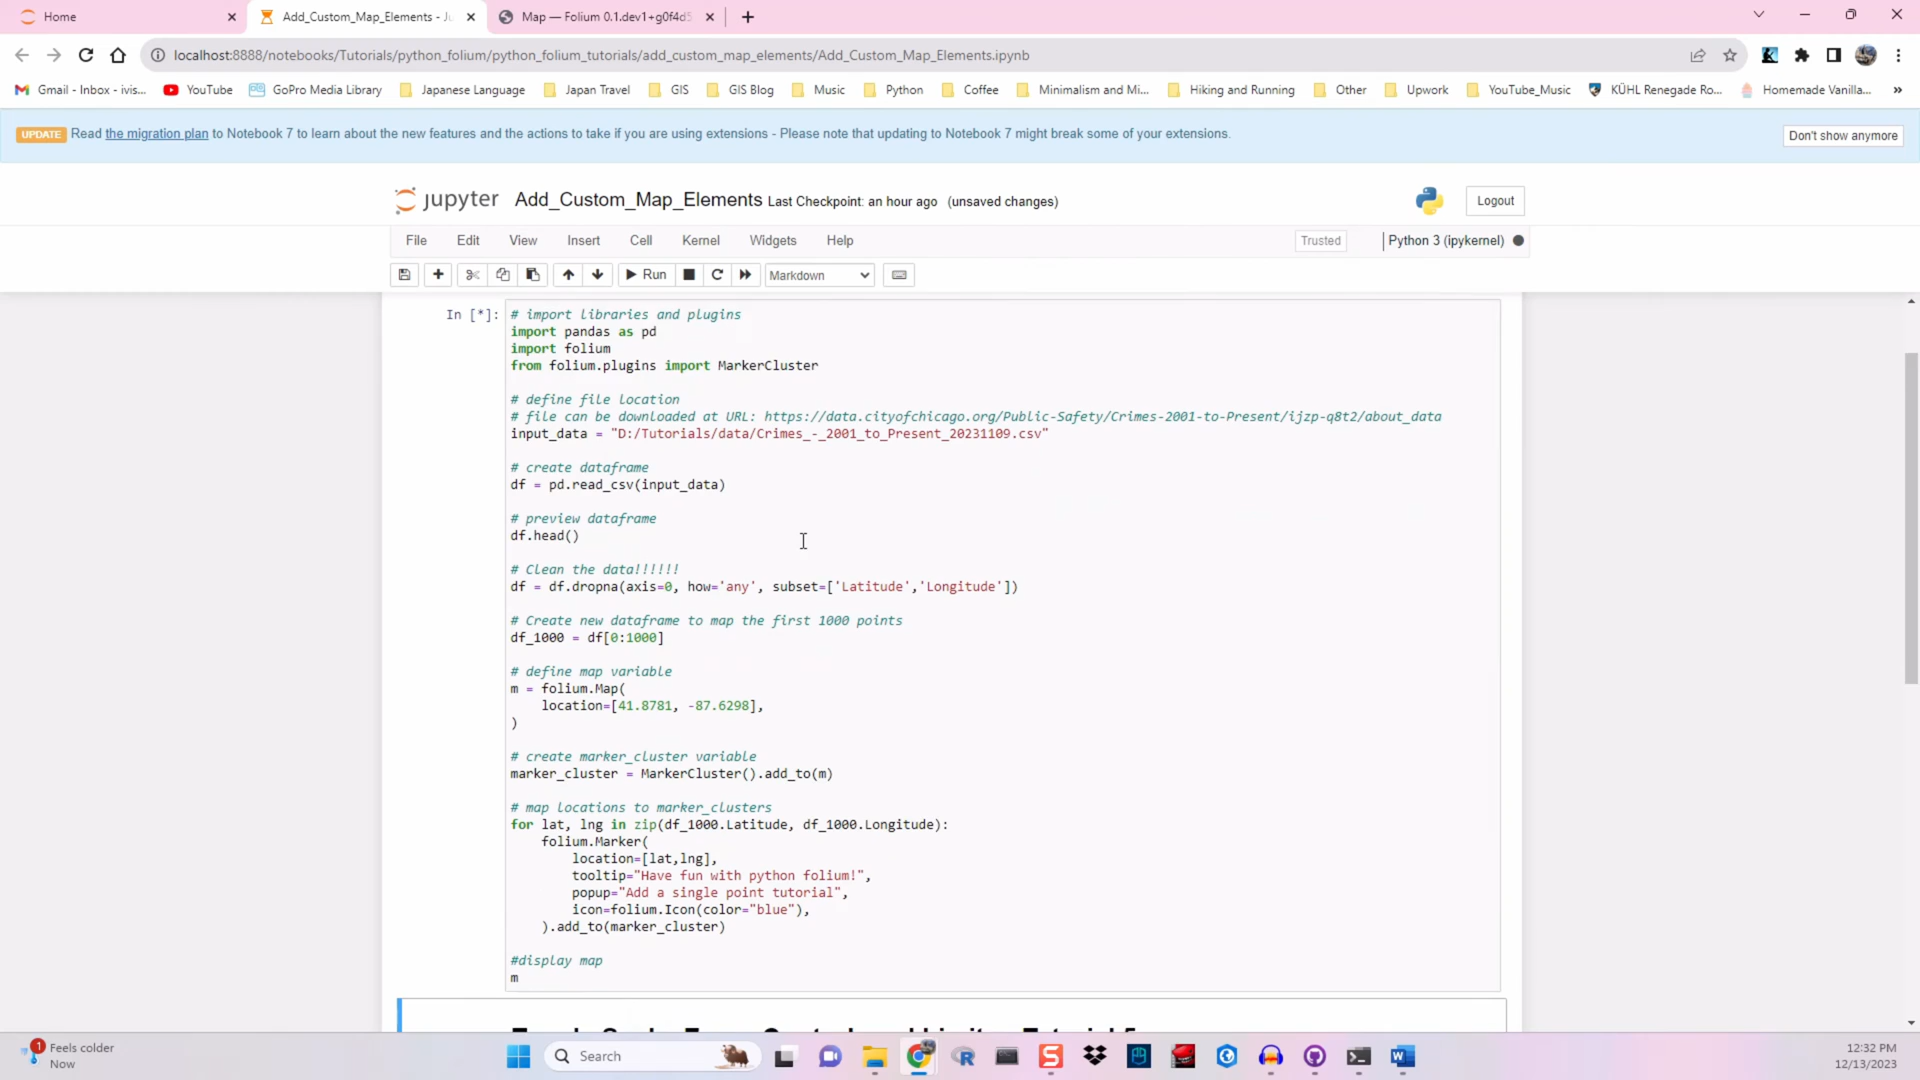 Home
Add_Custom_Map_Elements - Ju
Map — Folium 0.1.dev1+g0f4d5
localhost:8888/notebooks/Tutorials/python_folium/python_folium_tutorials/add_custom_map_elements/Add_Custom_Map_Elements.ipynb
Gmail - Inbox - ivis... YouTube GoPro Media Library Japanese Language Japan Travel GIS GIS Blog Music Python Coffee Minimalism and Mi... Hiking and Running Other Upwork YouTube_Music KÜHL Renegade Ro... Homemade Vanilla... »
UPDATE Read the migration plan to Notebook 7 to learn about the new features and the actions to take if you are using extensions - Please note that updating to Notebook 7 might break some of your extensions. Don't show anymore
jupyter Add_Custom_Map_Elements Last Checkpoint: an hour ago (unsaved changes) Logout
File Edit View Insert Cell Kernel Widgets Help Trusted Python 3 (ipykernel)
Run Markdown
In [*]: # import libraries and plugins
import pandas as pd
import folium
from folium.plugins import MarkerCluster
# define file location
# file can be downloaded at URL: https://data.cityofchicago.org/Public-Safety/Crimes-2001-to-Present/ijzp-q8t2/about_data
input_data = "D:/Tutorials/data/Crimes_-_2001_to_Present_20231109.csv"
# create dataframe
df = pd.read_csv(input_data)
# preview dataframe
df.head()
# Clean the data!!!!!!
df = df.dropna(axis=0, how='any', subset=['Latitude','Longitude'])
# Create new dataframe to map the first 1000 points
df_1000 = df[0:1000]
# define map variable
m = folium.Map(
location=[41.8781, -87.6298],
)
# create marker_cluster variable
marker_cluster = MarkerCluster().add_to(m)
# map locations to marker_clusters
for lat, lng in zip(df_1000.Latitude, df_1000.Longitude):
folium.Marker(
location=[lat,lng],
tooltip="Have fun with python folium!",
popup="Add a single point tutorial",
icon=folium.Icon(color="blue"),
).add_to(marker_cluster)
#display map
m
1 Feels colder
Now
Search
12:32 PM
12/13/2023